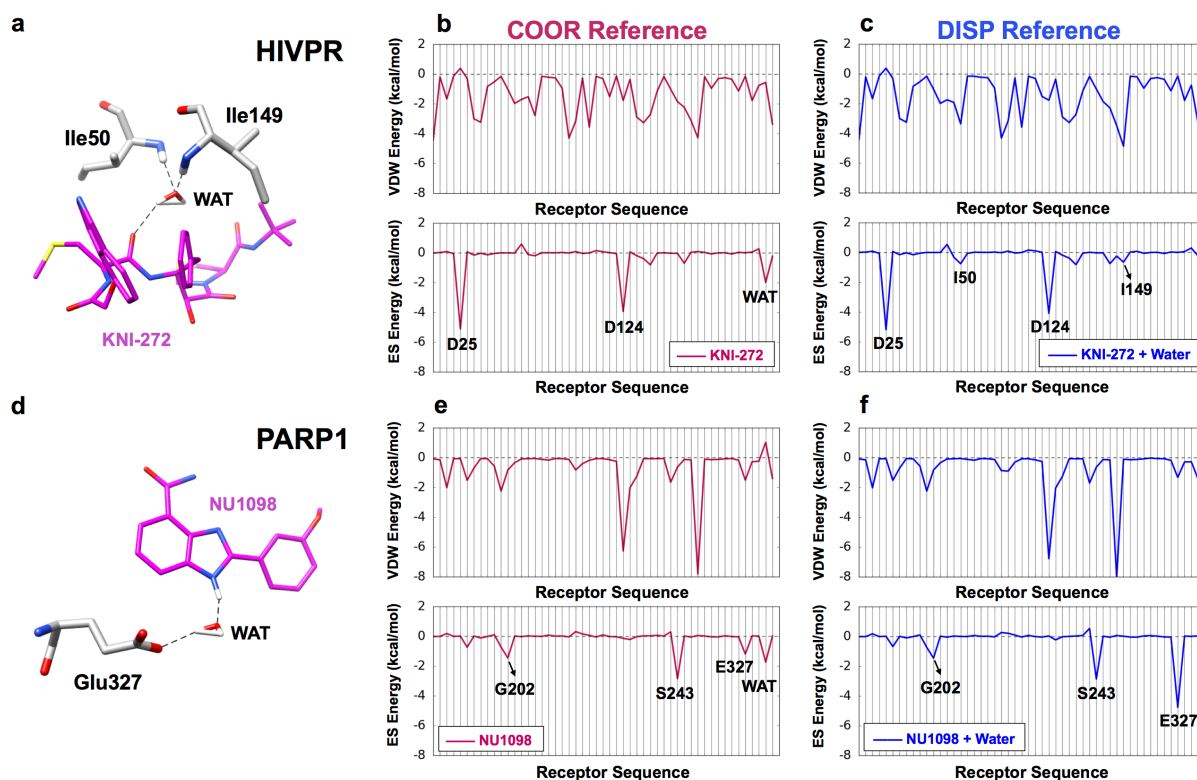 a
HIVPR
Ile50
Ile149
WAT
KNI-272
b
COOR Reference
2
0
-2
-4
-6
-8
VDW Energy (kcal/mol)
Receptor Sequence
2
0
-2
-4
-6
-8
ES Energy (kcal/mol)
D25
D124
WAT
KNI-272
Receptor Sequence
c
DISP Reference
2
0
-2
-4
-6
-8
VDW Energy (kcal/mol)
Receptor Sequence
2
0
-2
-4
-6
-8
ES Energy (kcal/mol)
D25
I50
D124
I149
KNI-272 + Water
Receptor Sequence
d
PARP1
NU1098
WAT
Glu327
e
2
0
-2
-4
-6
-8
VDW Energy (kcal/mol)
Receptor Sequence
2
0
-2
-4
-6
-8
ES Energy (kcal/mol)
G202
S243
E327
WAT
NU1098
Receptor Sequence
f
2
0
-2
-4
-6
-8
VDW Energy (kcal/mol)
Receptor Sequence
2
0
-2
-4
-6
-8
ES Energy (kcal/mol)
G202
S243
E327
NU1098 + Water
Receptor Sequence